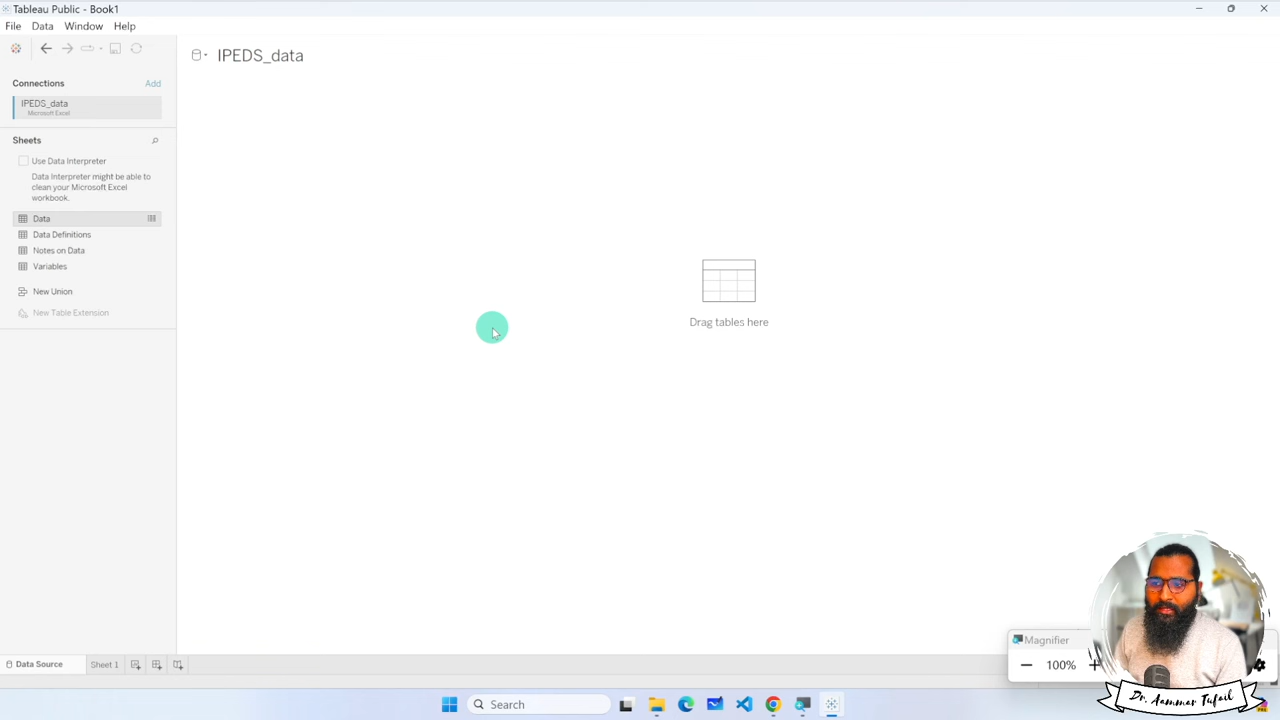 Tableau Public - Book1
File Data Window Help
IPEDS_data
Connections Add
IPEDS_data
Microsoft Excel
Sheets
Use Data Interpreter
Data Interpreter might be able to
clean your Microsoft Excel
workbook.
Data
Data Definitions
Notes on Data
Variables
New Union
New Table Extension
Drag tables here
Magnifier
100%
Dr. Aammar Tufail
Data Source Sheet 1
Search